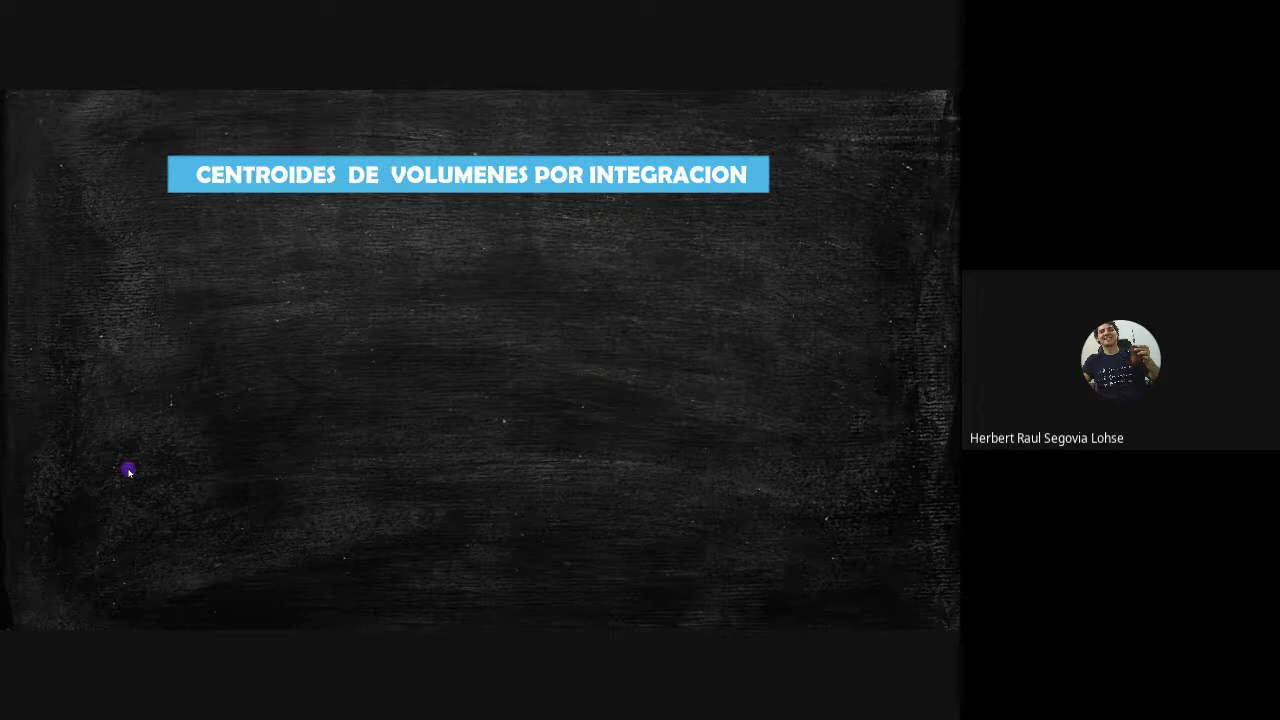 CENTROIDES DE VOLUMENES POR INTEGRACION
Herbert Raul Segovia Lohse